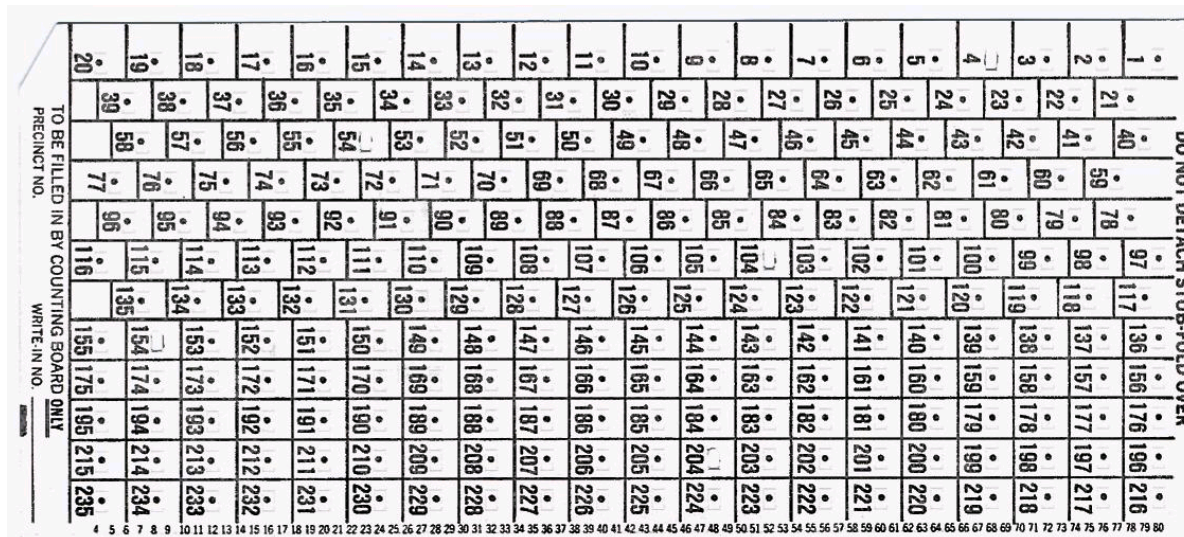 DO NOT DETACH STUB-FOLD OVER
20 19 18 17 16 15 14 13 12 11 10 9 8 7 6 5 4 3 2 1
39 38 37 36 35 34 33 32 31 30 29 28 27 26 25 24 23 22 21
58 57 56 55 54 53 52 51 50 49 48 47 46 45 44 43 42 41 40
77 76 75 74 73 72 71 70 69 68 67 66 65 64 63 62 61 60 59
96 95 94 93 92 91 90 89 88 87 86 85 84 83 82 81 80 79 78
116 115 114 113 112 111 110 109 108 107 106 105 104 103 102 101 100 99 98 97
135 134 133 132 131 130 129 128 127 126 125 124 123 122 121 120 119 118 117
155 154 153 152 151 150 149 148 147 146 145 144 143 142 141 140 139 138 137 136
175 174 173 172 171 170 169 168 167 166 165 164 163 162 161 160 159 158 157 156
195 194 193 192 191 190 189 188 187 186 185 184 183 182 181 180 179 178 177 176
215 214 213 212 211 210 209 208 207 206 205 204 203 202 201 200 199 198 197 196
235 234 233 232 231 230 229 228 227 226 225 224 223 222 221 220 219 218 217 216
4 5 6 7 8 9 10 11 12 13 14 15 16 17 18 19 20 21 22 23 24 25 26 27 28 29 30 31 32 33 34 35 36 37 38 39 40 41 42 43 44 45 46 47 48 49 50 51 52 53 54 55 56 57 58 59 60 61 62 63 64 65 66 67 68 69 70 71 72 73 74 75 76 77 78 79 80
TO BE FILLED IN BY COUNTING BOARD ONLY
PRECINCT NO. WRITE-IN NO.